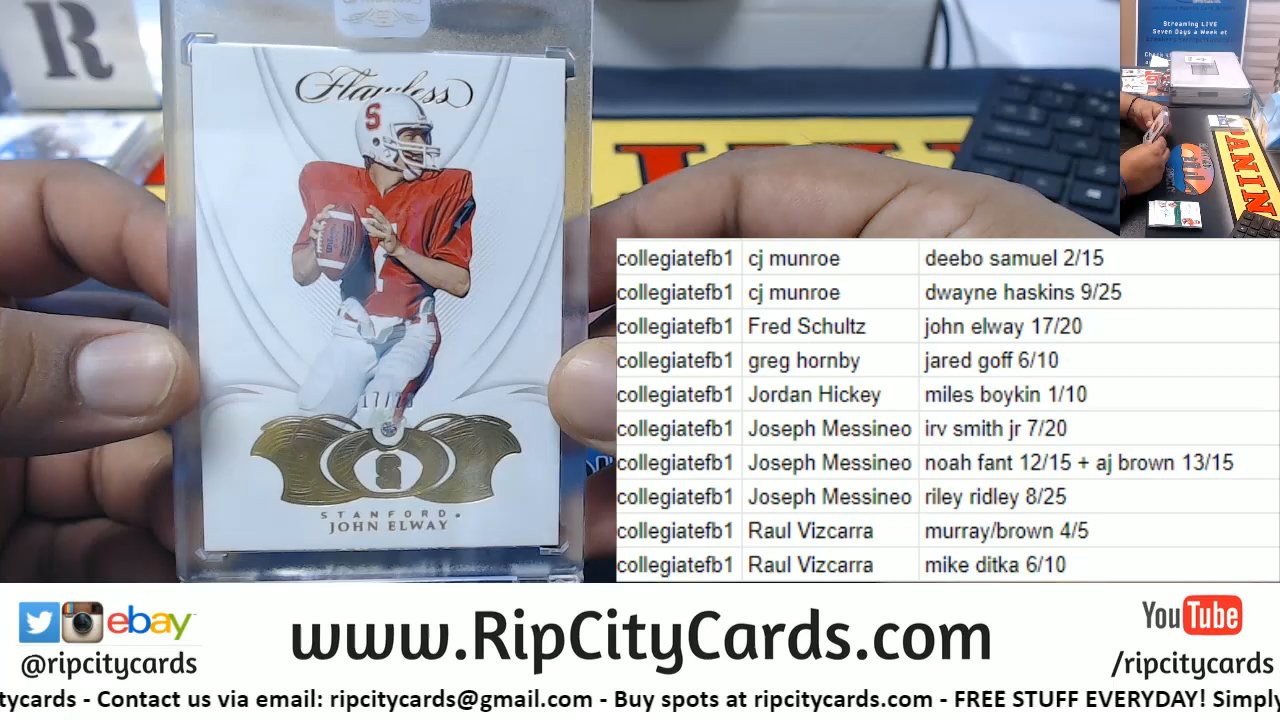 R
Flawless
S
17/20
S
STANFORD
JOHN ELWAY
Streaming LIVE
Seven Days a Week at
PANINI
collegiatefb1 cj munroe deebo samuel 2/15
collegiatefb1 cj munroe dwayne haskins 9/25
collegiatefb1 Fred Schultz john elway 17/20
collegiatefb1 greg hornby jared goff 6/10
collegiatefb1 Jordan Hickey miles boykin 1/10
collegiatefb1 Joseph Messineo irv smith jr 7/20
collegiatefb1 Joseph Messineo noah fant 12/15 + aj brown 13/15
collegiatefb1 Joseph Messineo riley ridley 8/25
collegiatefb1 Raul Vizcarra murray/brown 4/5
collegiatefb1 Raul Vizcarra mike ditka 6/10
ebay
@ripcitycards
www.RipCityCards.com
YouTube
/ripcitycards
tycards - Contact us via email: ripcitycards@gmail.com - Buy spots at ripcitycards.com - FREE STUFF EVERYDAY! Simply